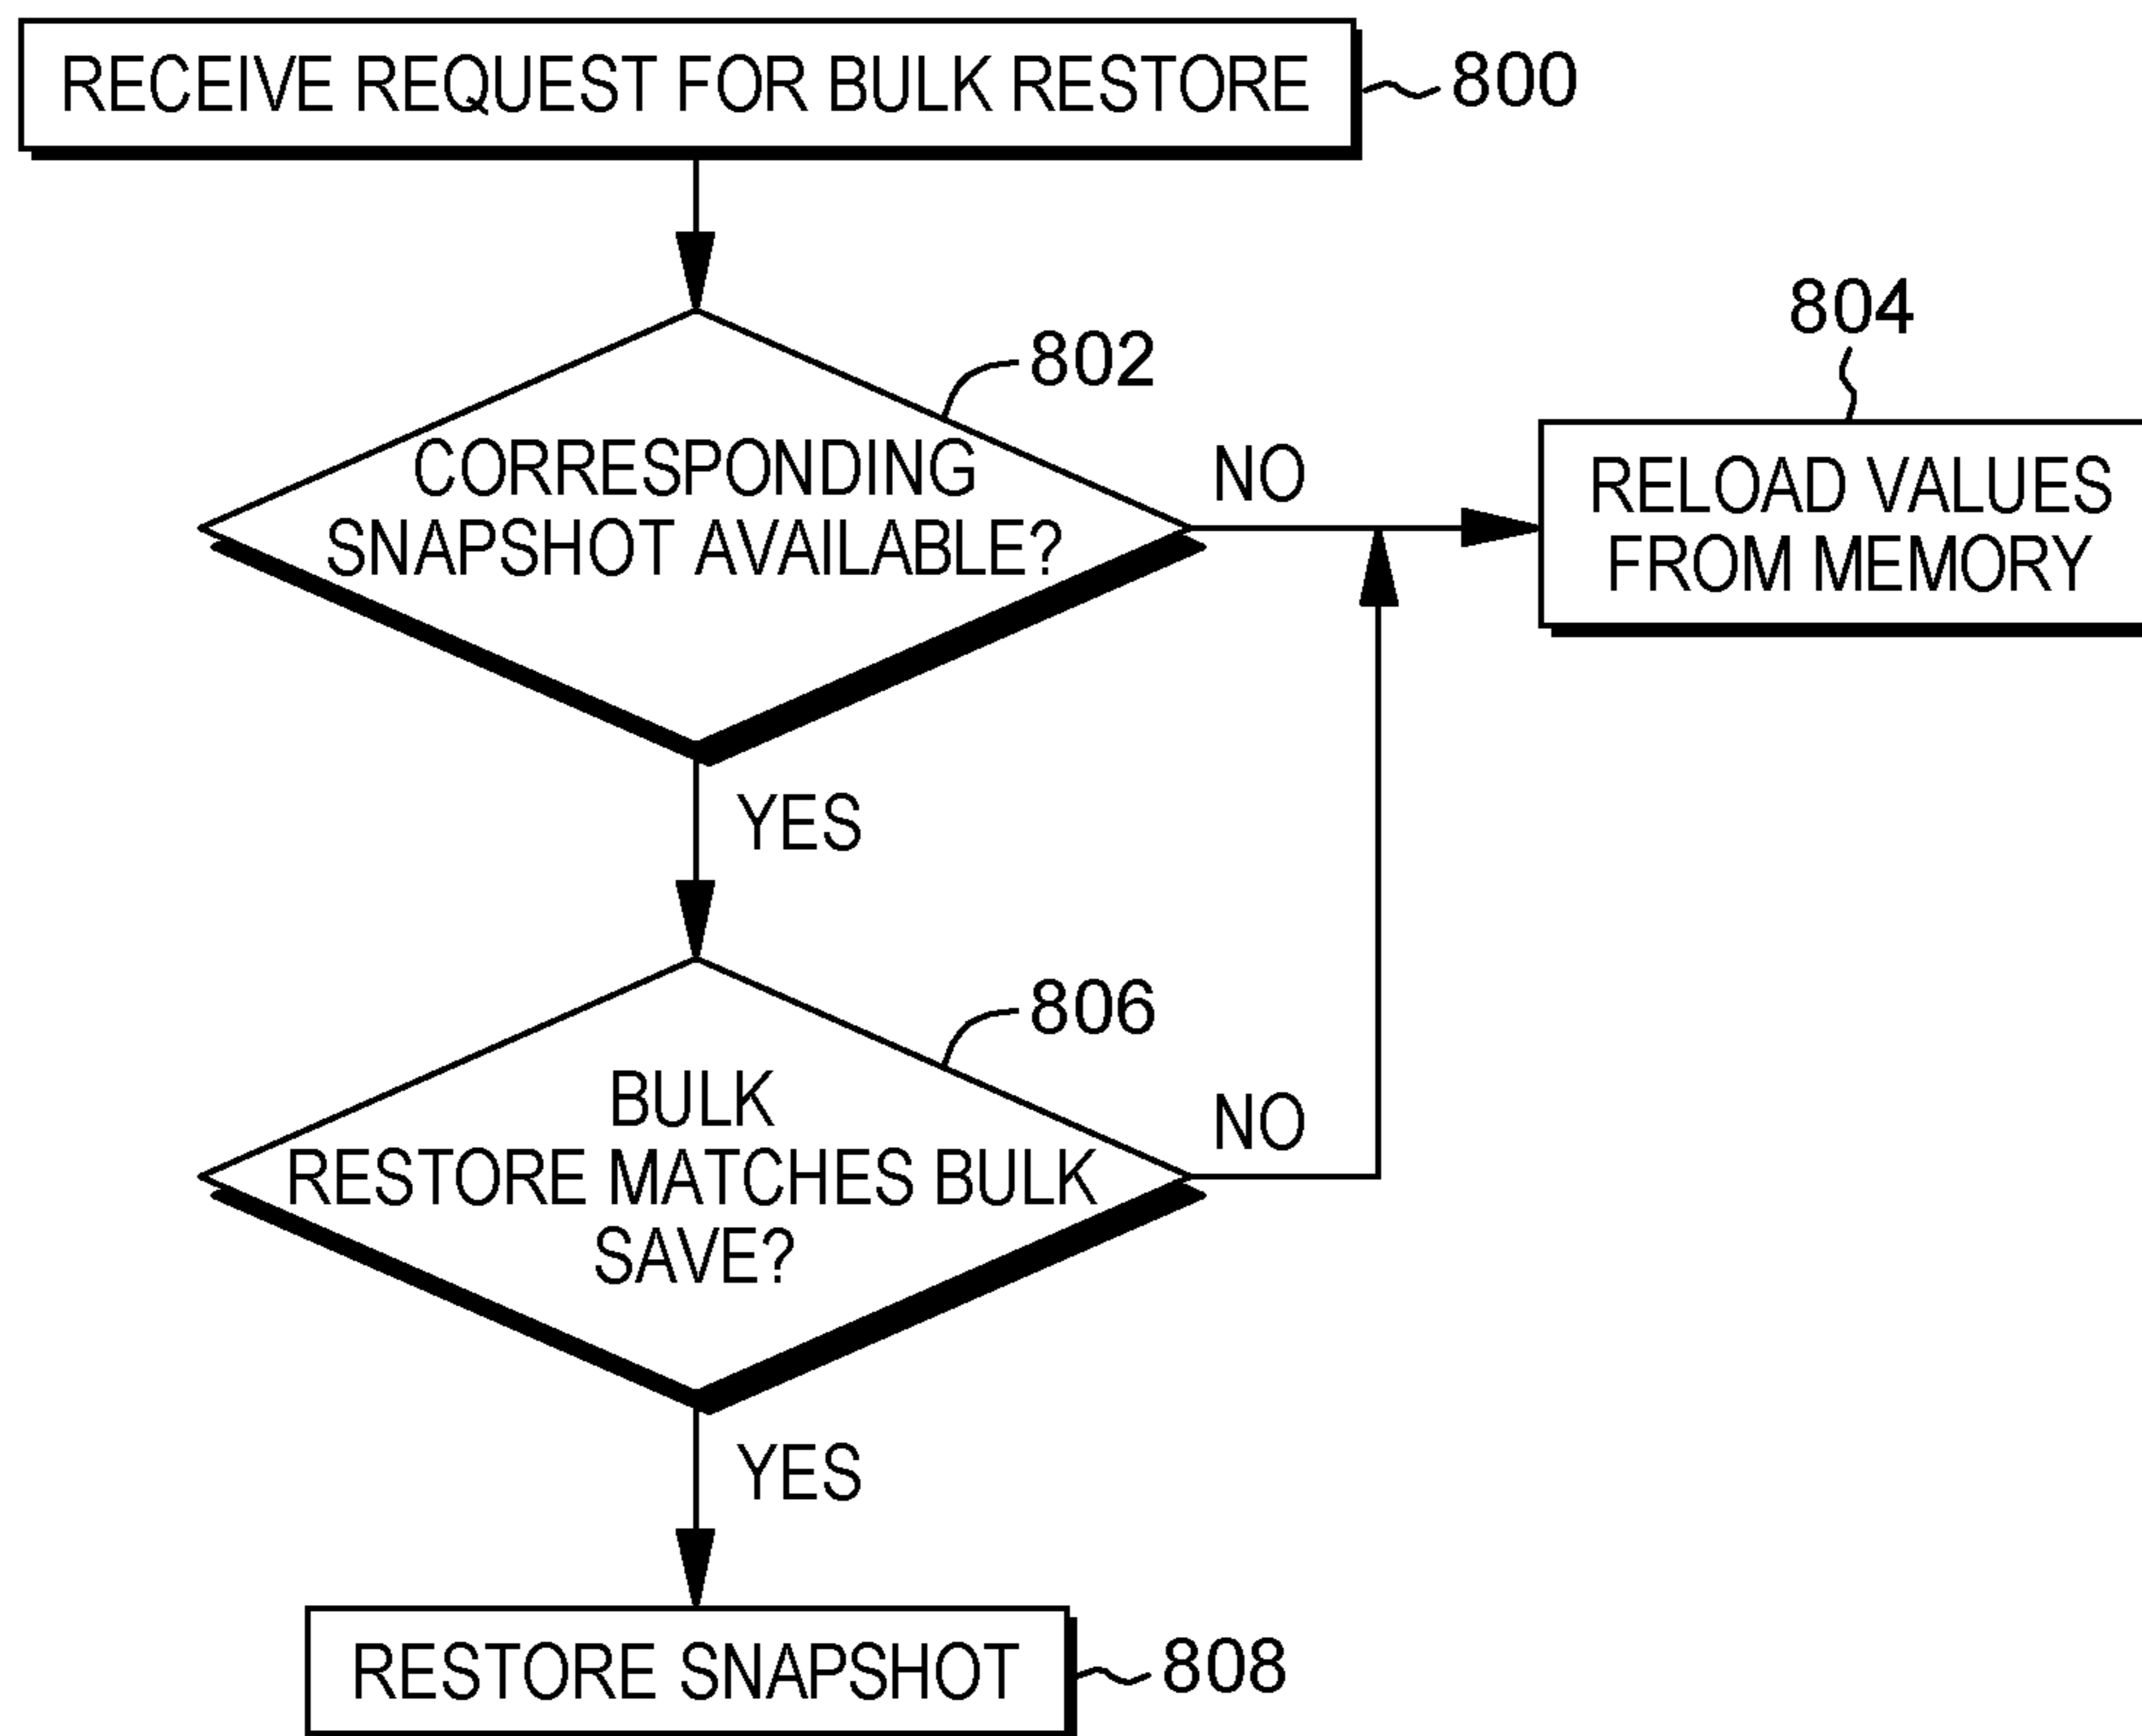 RECEIVE REQUEST FOR BULK RESTORE
800
802
CORRESPONDING
SNAPSHOT AVAILABLE?
NO
804
RELOAD VALUES
FROM MEMORY
YES
806
BULK
RESTORE MATCHES BULK
SAVE?
NO
YES
RESTORE SNAPSHOT
808